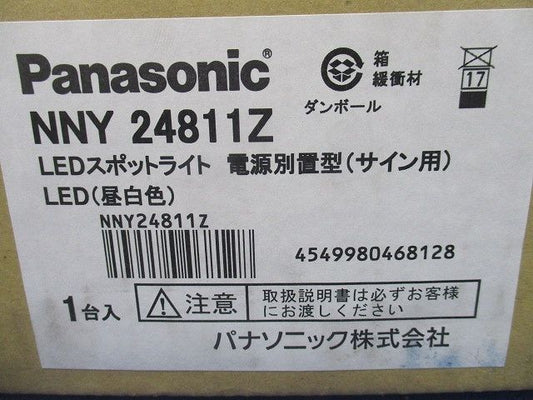 Panasonic®
箱
緩衝材
ダンボール
17
NNY 24811Z
LEDスポットライト 電源別置型(サイン用)
LED(昼白色)
NNY24811Z
4549980468128
1台入
注意
取扱説明書は必ずお客様
にお渡しください
パナソニック株式会社